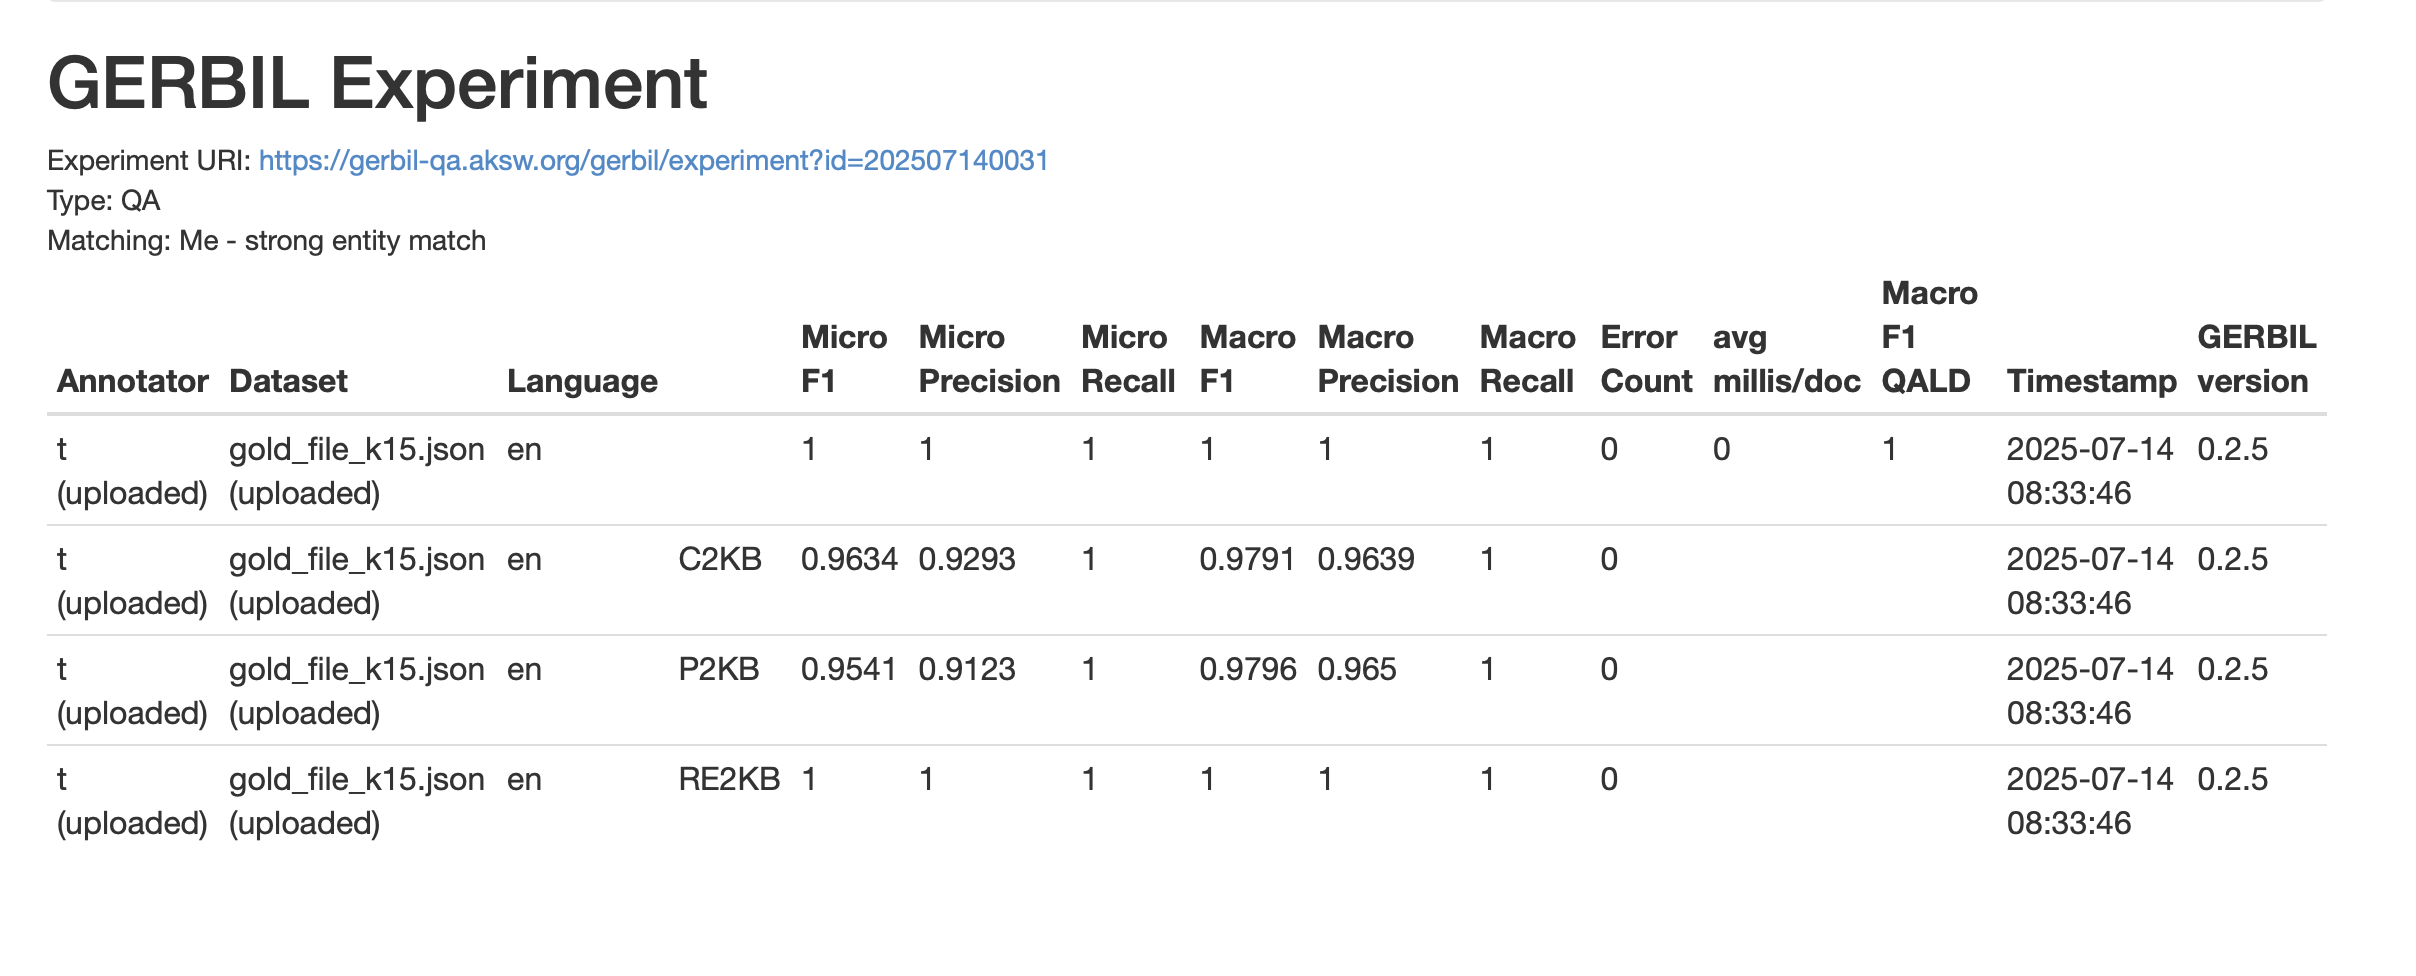 GERBIL Experiment
Experiment URI: https://gerbil-qa.aksw.org/gerbil/experiment?id=202507140031
Type: QA
Matching: Me - strong entity match
Annotator Dataset Language Micro F1 Micro Precision Micro Recall Macro F1 Macro Precision Macro Recall Error Count avg millis/doc Macro F1 QALD Timestamp GERBIL version
t gold_file_k15.json en 1 1 1 1 1 1 0 0 1 2025-07-14 0.2.5
(uploaded) (uploaded) 08:33:46
t gold_file_k15.json en C2KB 0.9634 0.9293 1 0.9791 0.9639 1 0 2025-07-14 0.2.5
(uploaded) (uploaded) 08:33:46
t gold_file_k15.json en P2KB 0.9541 0.9123 1 0.9796 0.965 1 0 2025-07-14 0.2.5
(uploaded) (uploaded) 08:33:46
t gold_file_k15.json en RE2KB 1 1 1 1 1 1 0 2025-07-14 0.2.5
(uploaded) (uploaded) 08:33:46